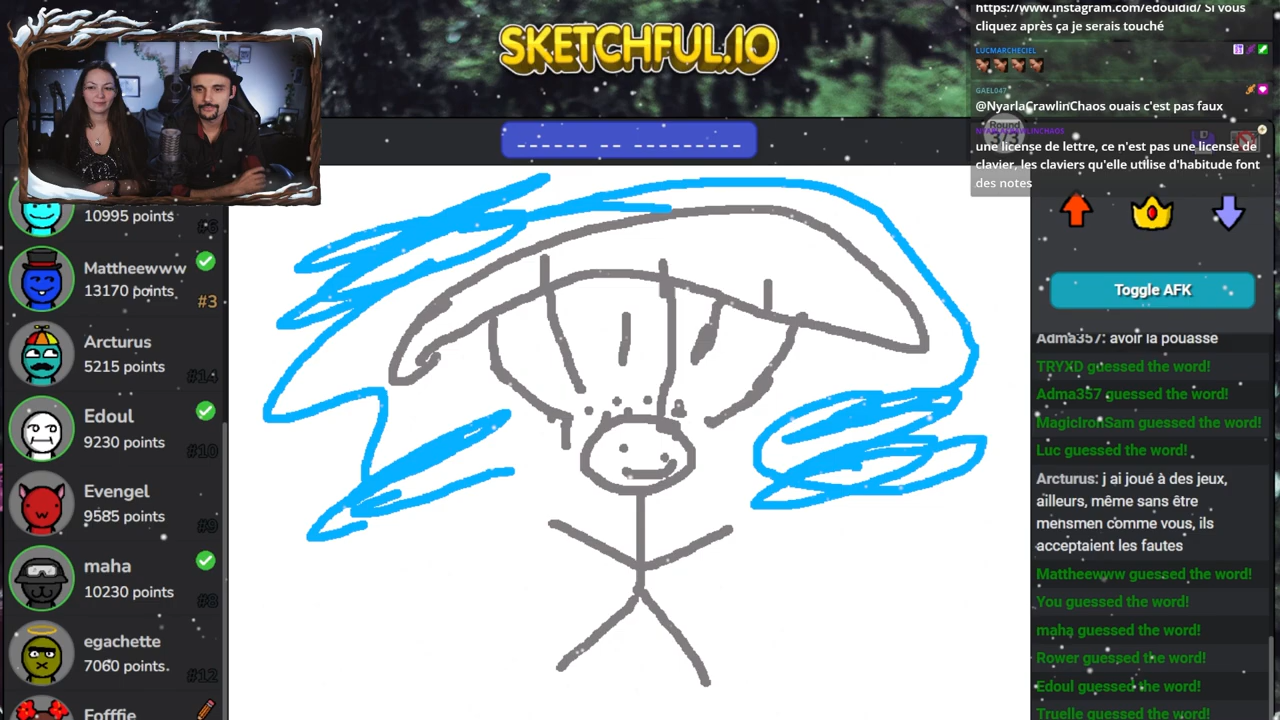 SKETCHFUL.IO
------ -- ---------
https://www.instagram.com/edouldid/ Si vous
cliquez après ça je serais touché
LUCMARCHECIEL
GAEL047
@NyarlaCrawlinChaos ouais c'est pas faux
une license de lettre, ce n'est pas une license de
clavier, les claviers qu'elle utilise d'habitude font
des notes
Round
3/3
10995 points
#6
Mattheewww
13170 points
#3
Arcturus
5215 points
#14
Edoul
9230 points
#10
Evengel
9585 points
#9
maha
10230 points
#8
egachette
7060 points
#12
Eofffie
Toggle AFK
Adma357: avoir la pouasse
TRYXD guessed the word!
Adma357 guessed the word!
MagicIronSam guessed the word!
Luc guessed the word!
Arcturus: j ai joué à des jeux,
ailleurs, même sans être
mensmen comme vous, ils
acceptaient les fautes
Mattheewww guessed the word!
You guessed the word!
maha guessed the word!
Rower guessed the word!
Edoul guessed the word!
Truelle guessed the word!